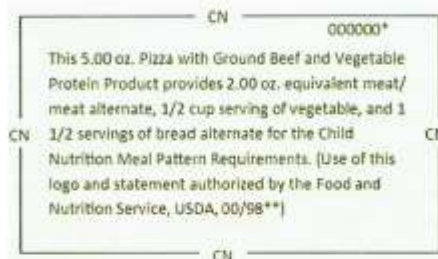 CN
000000*
This 5.00 oz. Pizza with Ground Beef and Vegetable
Protein Product provides 2.00 oz. equivalent meat/
meat alternate, 1/2 cup serving of vegetable, and 1
CN 1/2 servings of bread alternate for the Child CN
Nutrition Meal Pattern Requirements. (Use of this
logo and statement authorized by the Food and
Nutrition Service, USDA, 00/98**)
CN